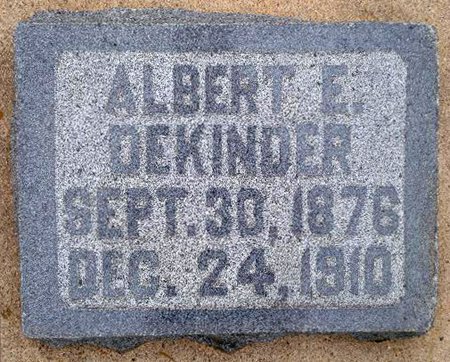 ALBERT E.
DEKINDER
SEPT. 30, 1876
DEC. 24, 1910